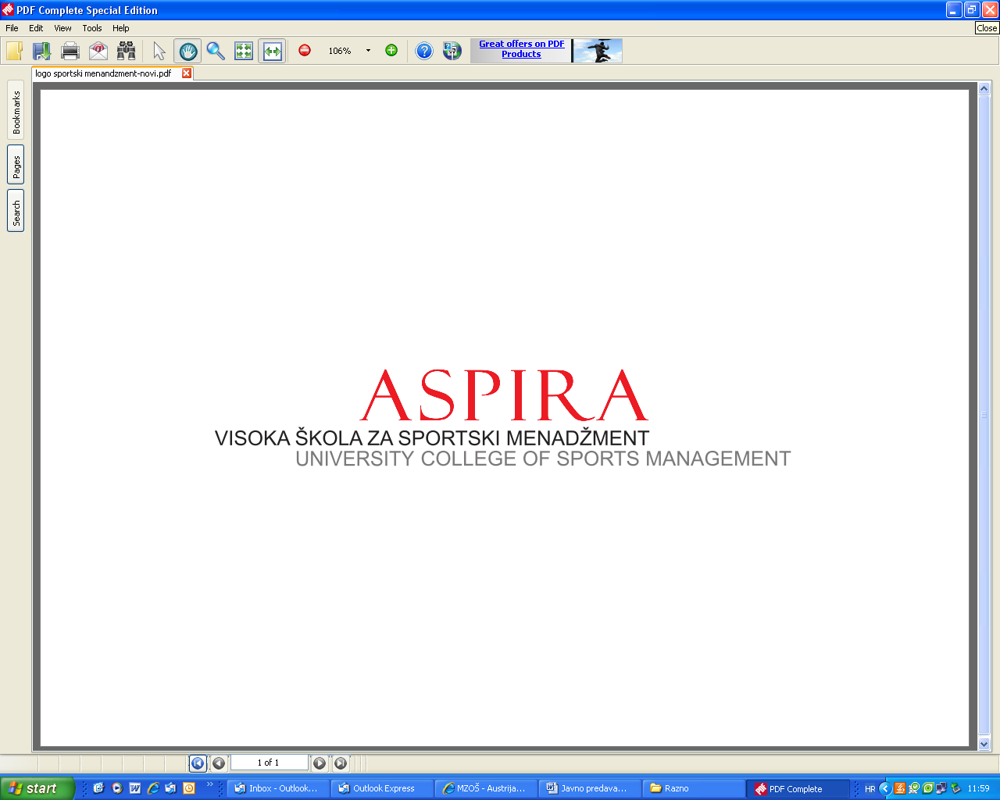 PDF Complete Special Edition
File Edit View Tools Help
Close
106%
Great offers on PDF
Products
logo sportski menandzment-novi.pdf
Bookmarks
Pages
Search
ASPIRA
VISOKA ŠKOLA ZA SPORTSKI MENADŽMENT
UNIVERSITY COLLEGE OF SPORTS MANAGEMENT
1 of 1
start
Inbox - Outlook...
Outlook Express
MZOŠ - Austrija...
Javno predava...
Razno
PDF Complete
HR
11:59